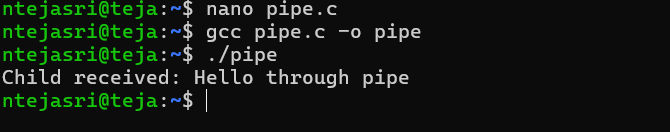 ntejasri@teja:~$ nano pipe.c
ntejasri@teja:~$ gcc pipe.c -o pipe
ntejasri@teja:~$ ./pipe
Child received: Hello through pipe
ntejasri@teja:~$